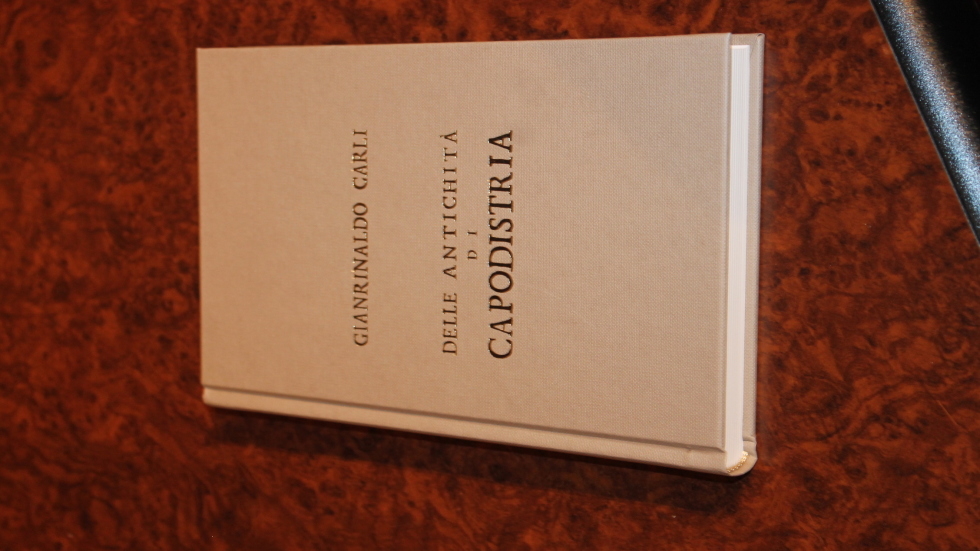 GIANRINALDO CARLI
DELLE ANTICHITÀ
DI
CAPODISTRIA